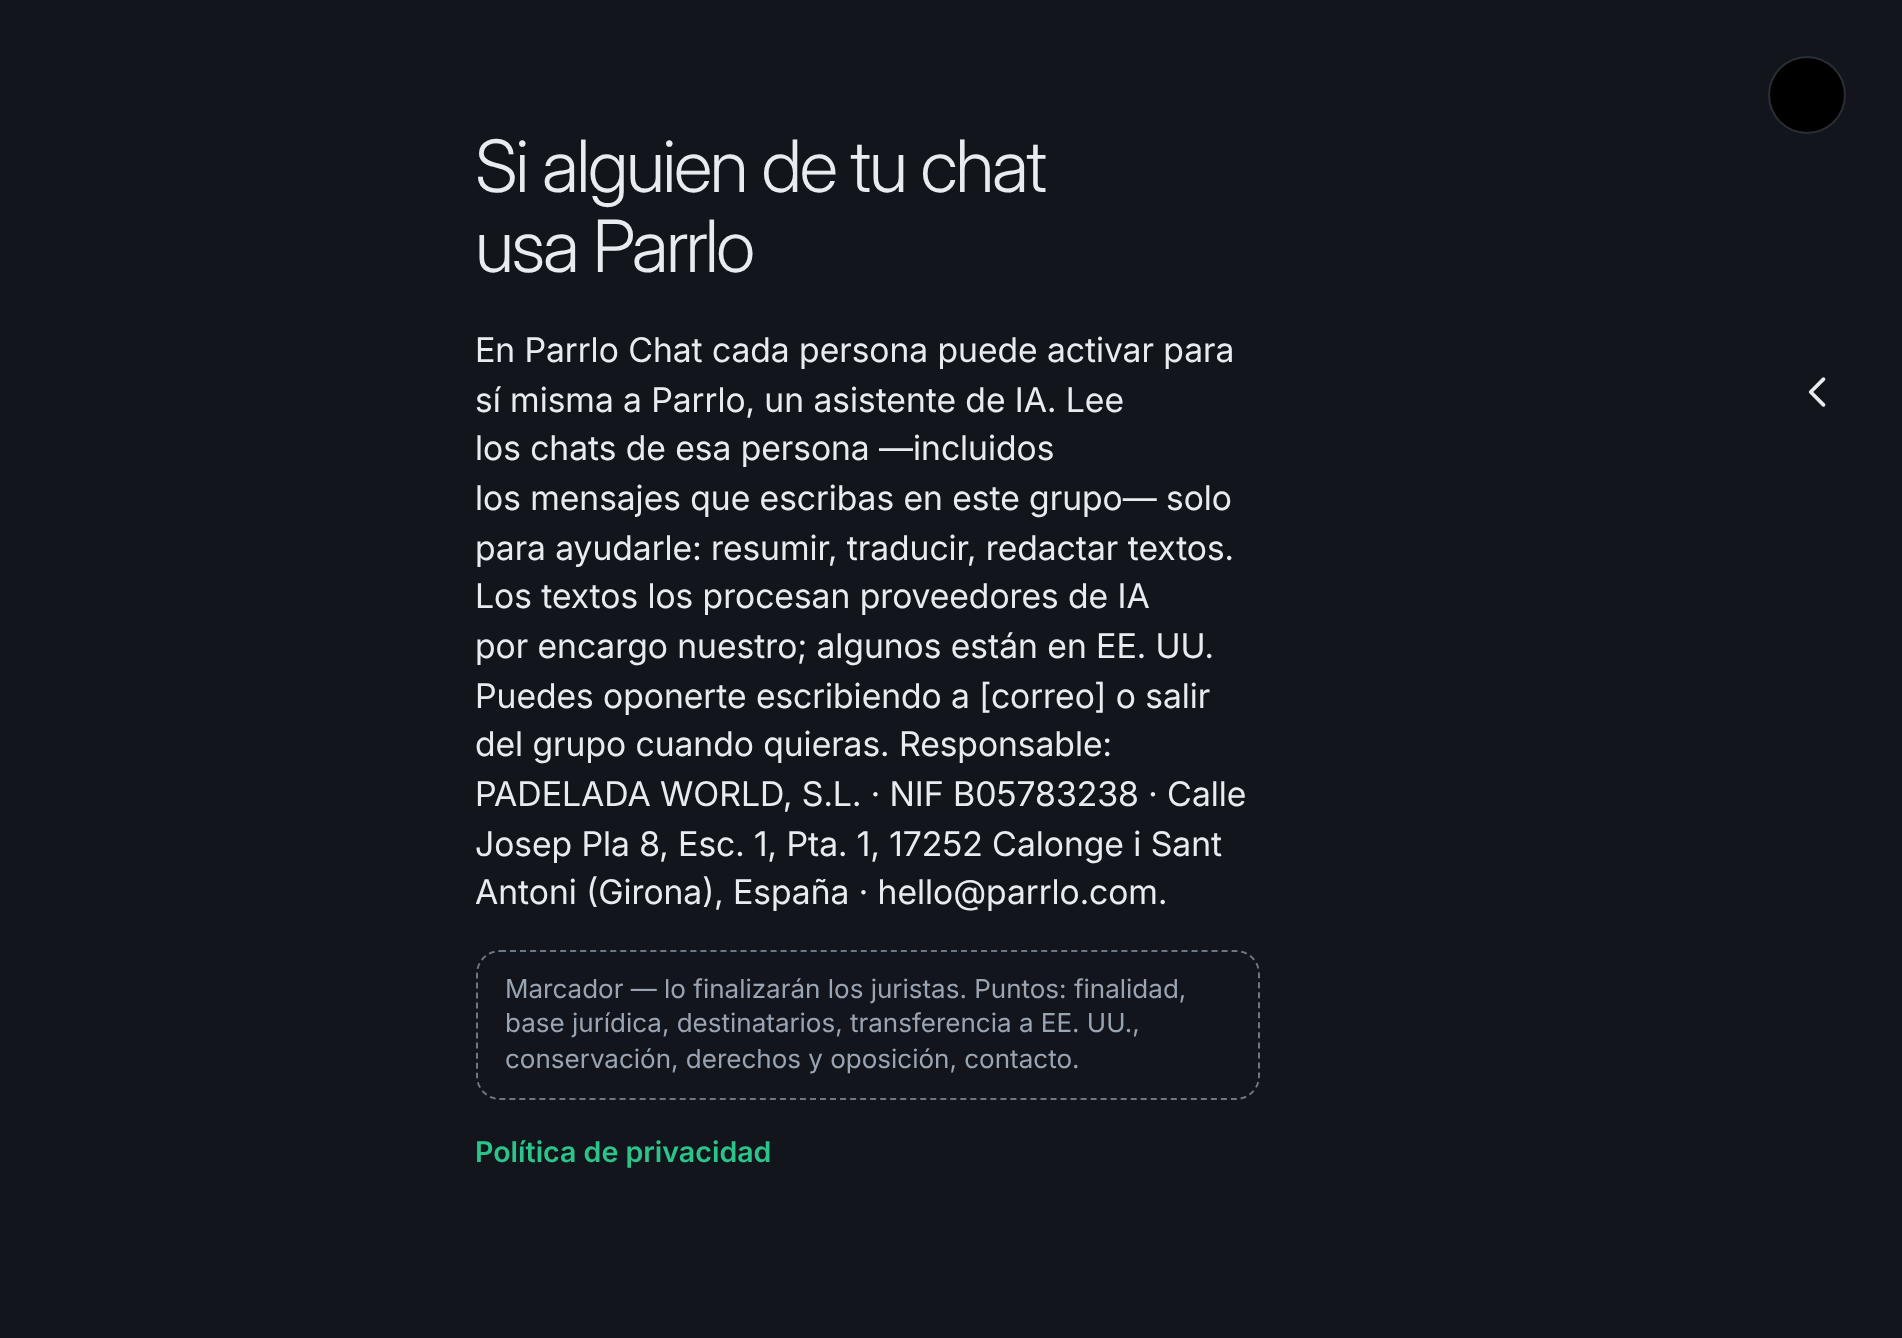 Si alguien de tu chat
usa Parrlo
En Parrlo Chat cada persona puede activar para
sí misma a Parrlo, un asistente de IA. Lee
los chats de esa persona —incluidos
los mensajes que escribas en este grupo— solo
para ayudarle: resumir, traducir, redactar textos.
Los textos los procesan proveedores de IA
por encargo nuestro; algunos están en EE. UU.
Puedes oponerte escribiendo a [correo] o salir
del grupo cuando quieras. Responsable:
PADELADA WORLD, S.L. · NIF B05783238 · Calle
Josep Pla 8, Esc. 1, Pta. 1, 17252 Calonge i Sant
Antoni (Girona), España · hello@parrlo.com.
Marcador — lo finalizarán los juristas. Puntos: finalidad,
base jurídica, destinatarios, transferencia a EE. UU.,
conservación, derechos y oposición, contacto.
Política de privacidad